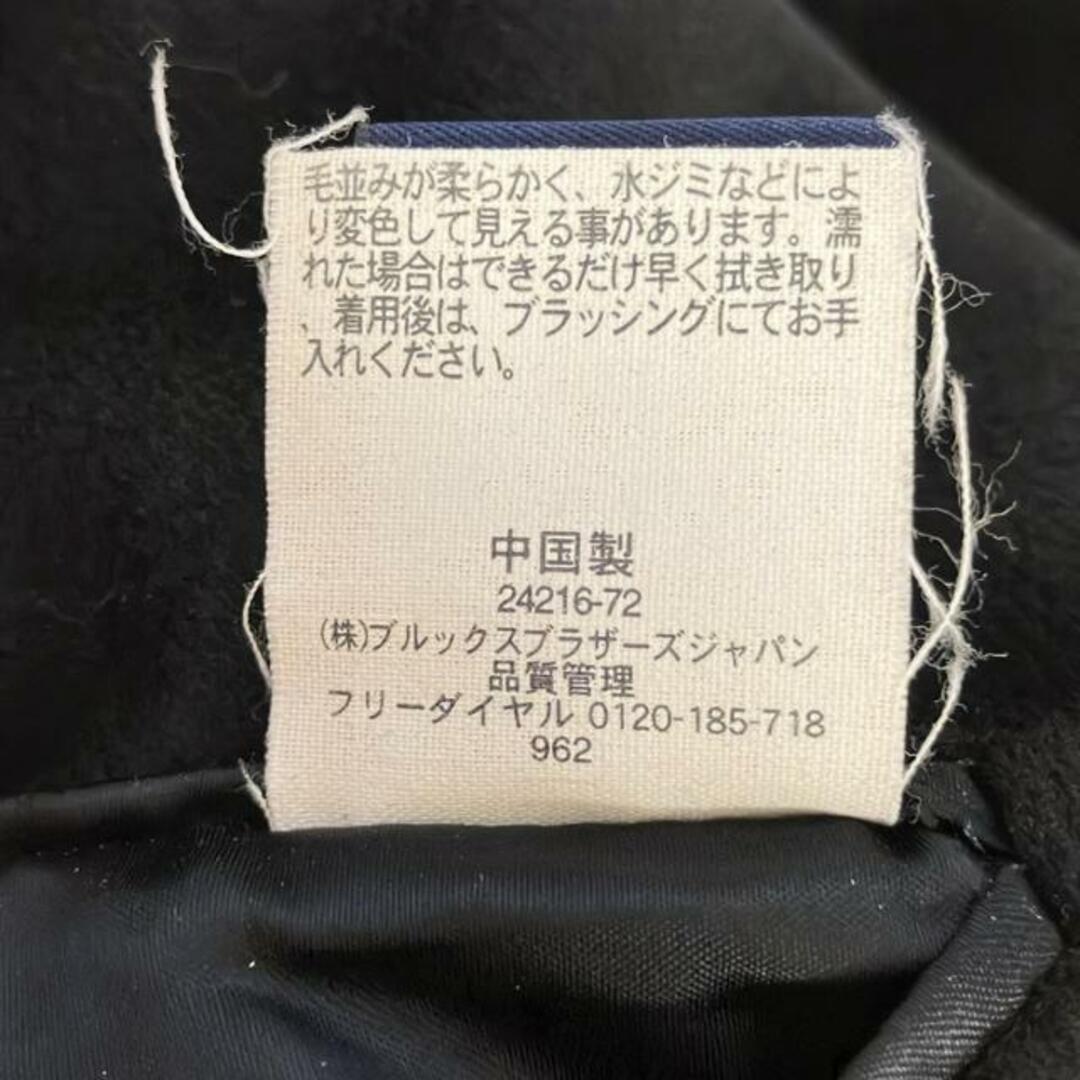 毛並みが柔らかく、水ジミなどによ
り変色して見える事があります。濡
れた場合はできるだけ早く拭き取り
、着用後は、ブラッシングにてお手
入れください。
中国製
24216-72
(株)ブルックスブラザーズジャパン
品質管理
フリーダイヤル 0120-185-718
962